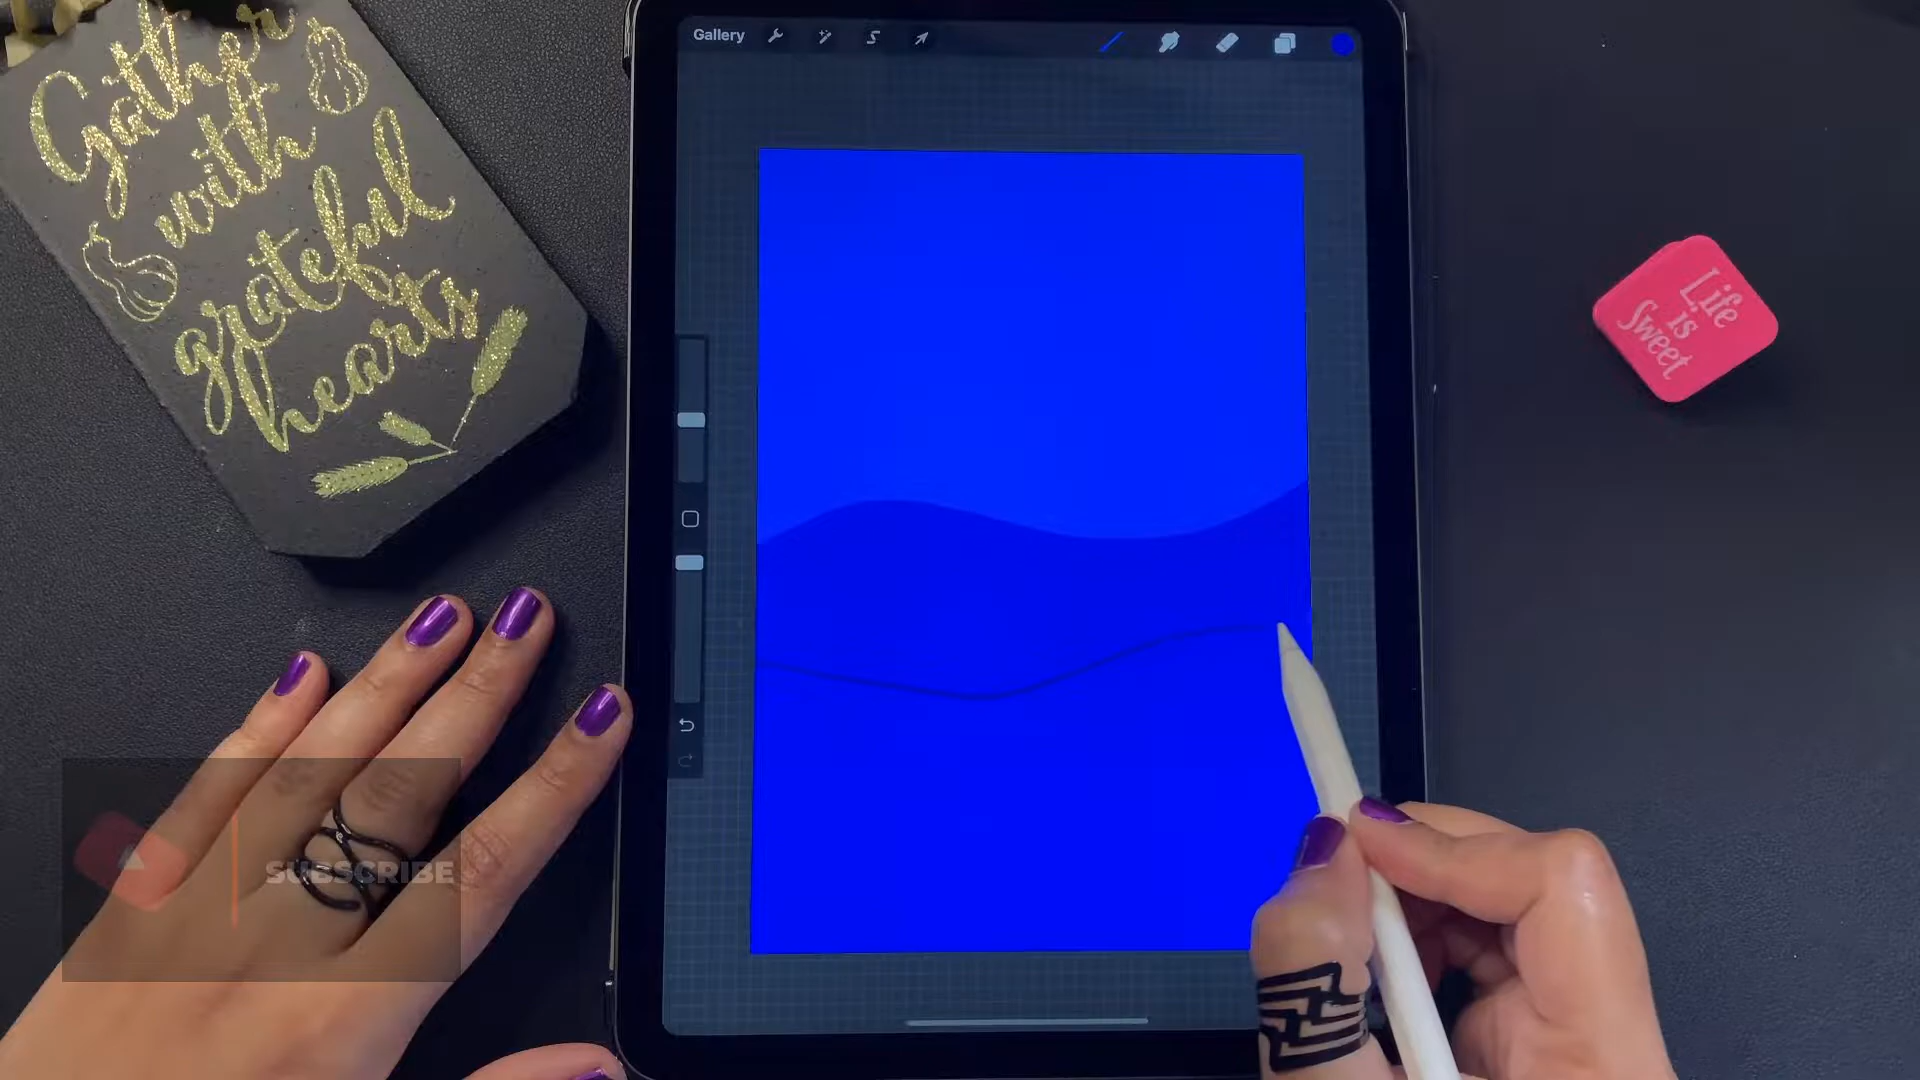 Gather
with
grateful
hearts
Gallery
Life
is
Sweet
SUBSCRIBE